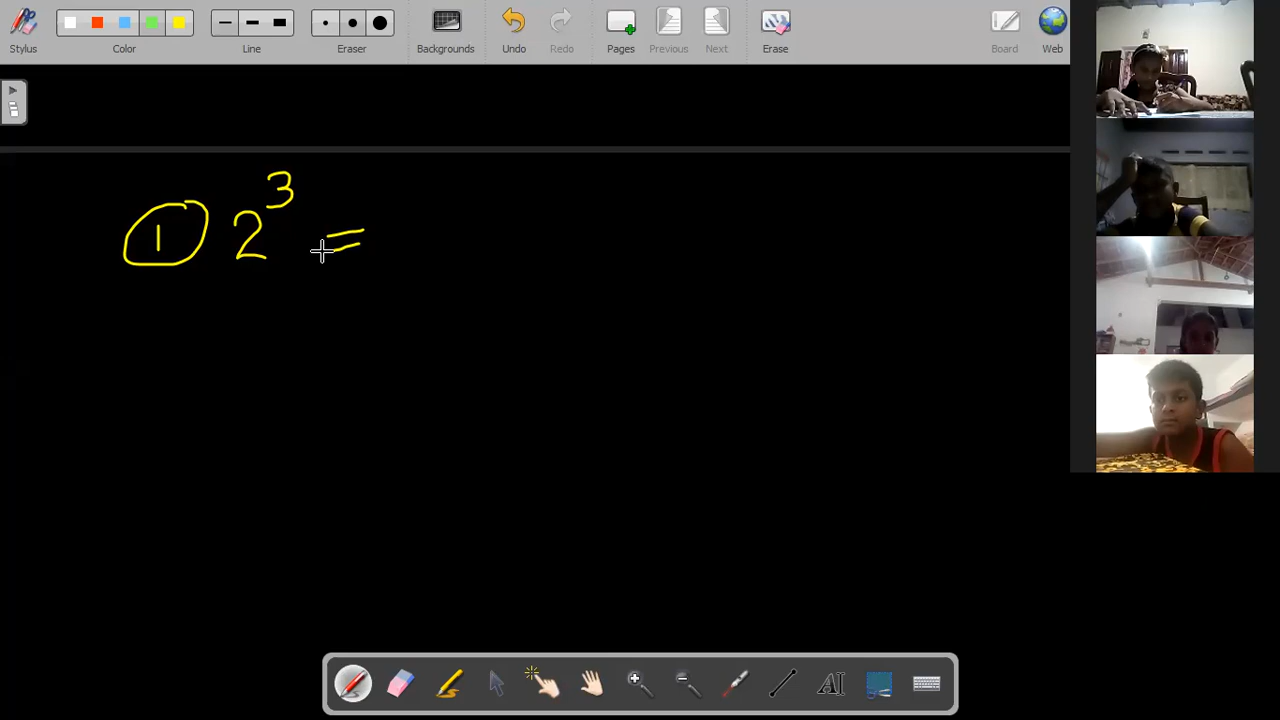 Stylus Color Line Eraser Backgrounds Undo Redo Pages Previous Next Erase Board Web
① 2³ =